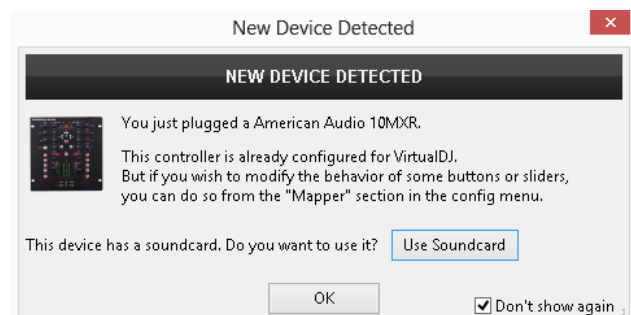 New Device Detected
NEW DEVICE DETECTED
You just plugged a American Audio 10MXR.
This controller is already configured for VirtualDJ.
But if you wish to modify the behavior of some buttons or sliders,
you can do so from the "Mapper" section in the config menu.
This device has a soundcard. Do you want to use it? Use Soundcard
OK
Don't show again